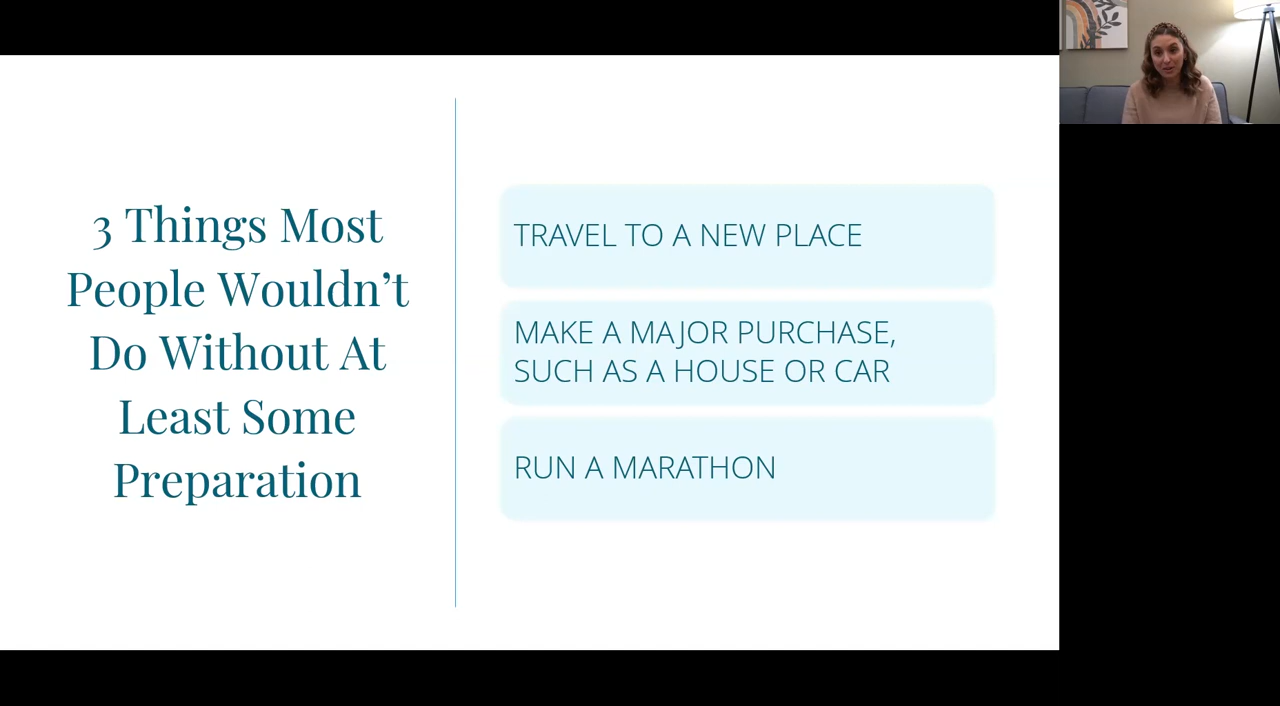 3 Things Most
People Wouldn’t
Do Without At
Least Some
Preparation
TRAVEL TO A NEW PLACE
MAKE A MAJOR PURCHASE,
SUCH AS A HOUSE OR CAR
RUN A MARATHON